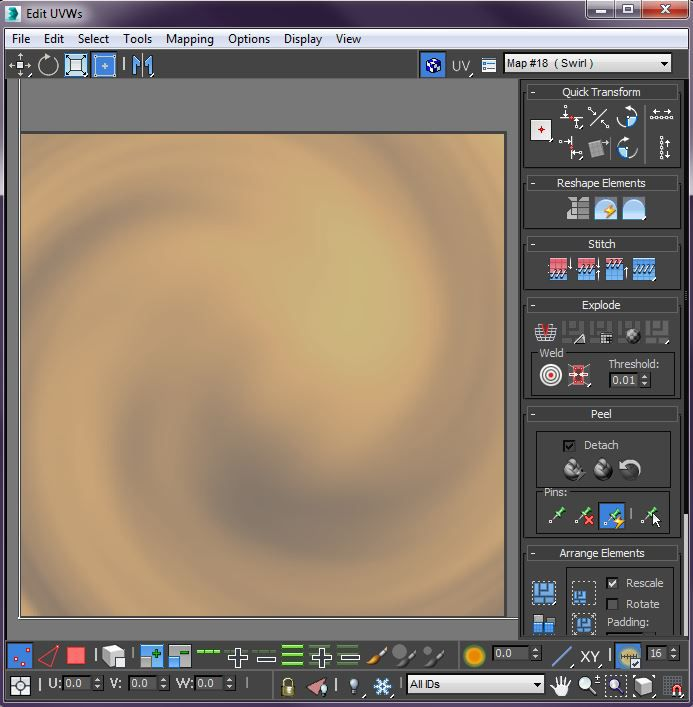 Edit UVWs
File Edit Select Tools Mapping Options Display View
UV Map #18 ( Swirl )
- Quick Transform
- Reshape Elements
- Stitch
- Explode
Weld
Threshold:
0.01
- Peel
Detach
Pins:
- Arrange Elements
Rescale
Rotate
Padding:
0.0 XY 16
U: 0.0 V: 0.0 W: 0.0 All IDs